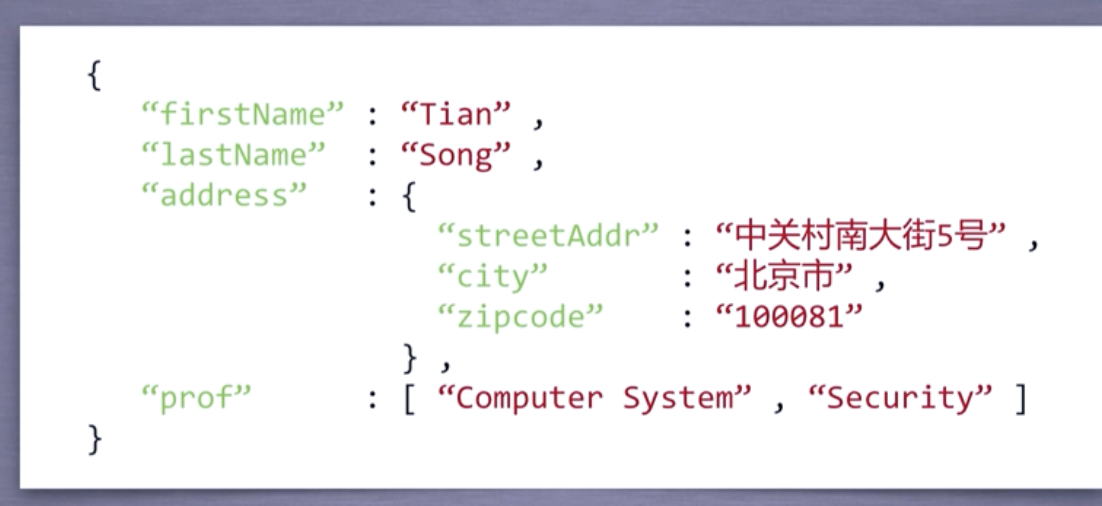 {
“firstName” : “Tian” ,
“lastName” : “Song” ,
“address” : {
“streetAddr” : “中关村南大街5号” ,
“city” : “北京市” ,
“zipcode” : “100081”
} ,
“prof” : [ “Computer System” , “Security” ]
}